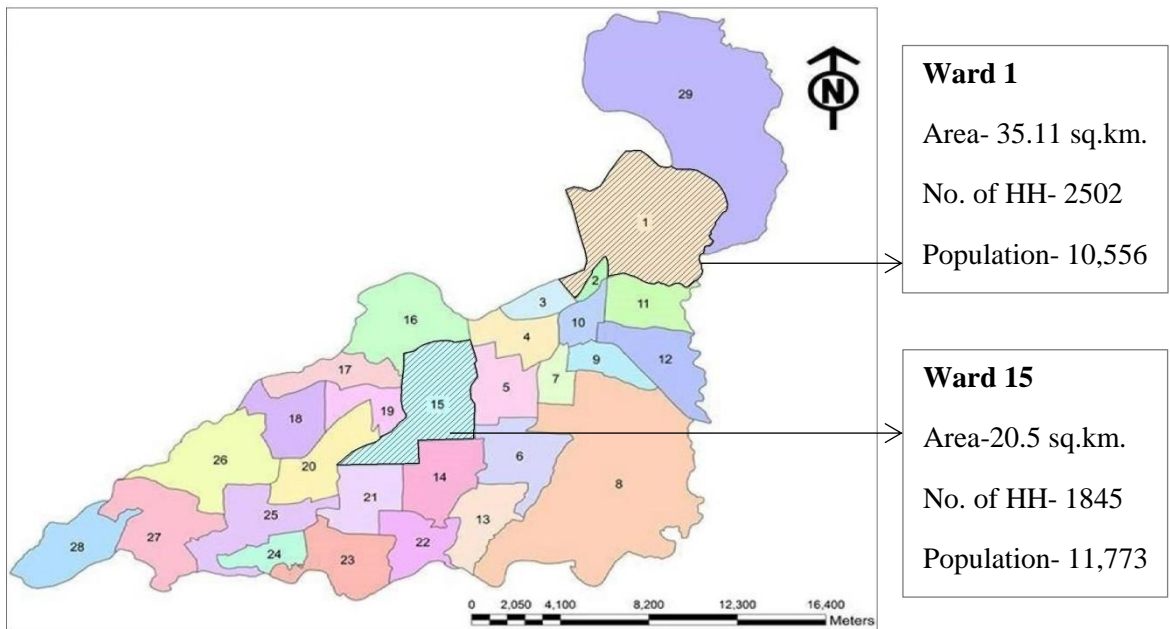 N
29
1
2
3
11
16
10
4
12
9
17
7
5
15
19
18
6
26
20
14
8
21
25
13
27
22
28
24
23
0 2,050 4,100 8,200 12,300 16,400
Meters
Ward 1
Area- 35.11 sq.km.
No. of HH- 2502
Population- 10,556
Ward 15
Area-20.5 sq.km.
No. of HH- 1845
Population- 11,773